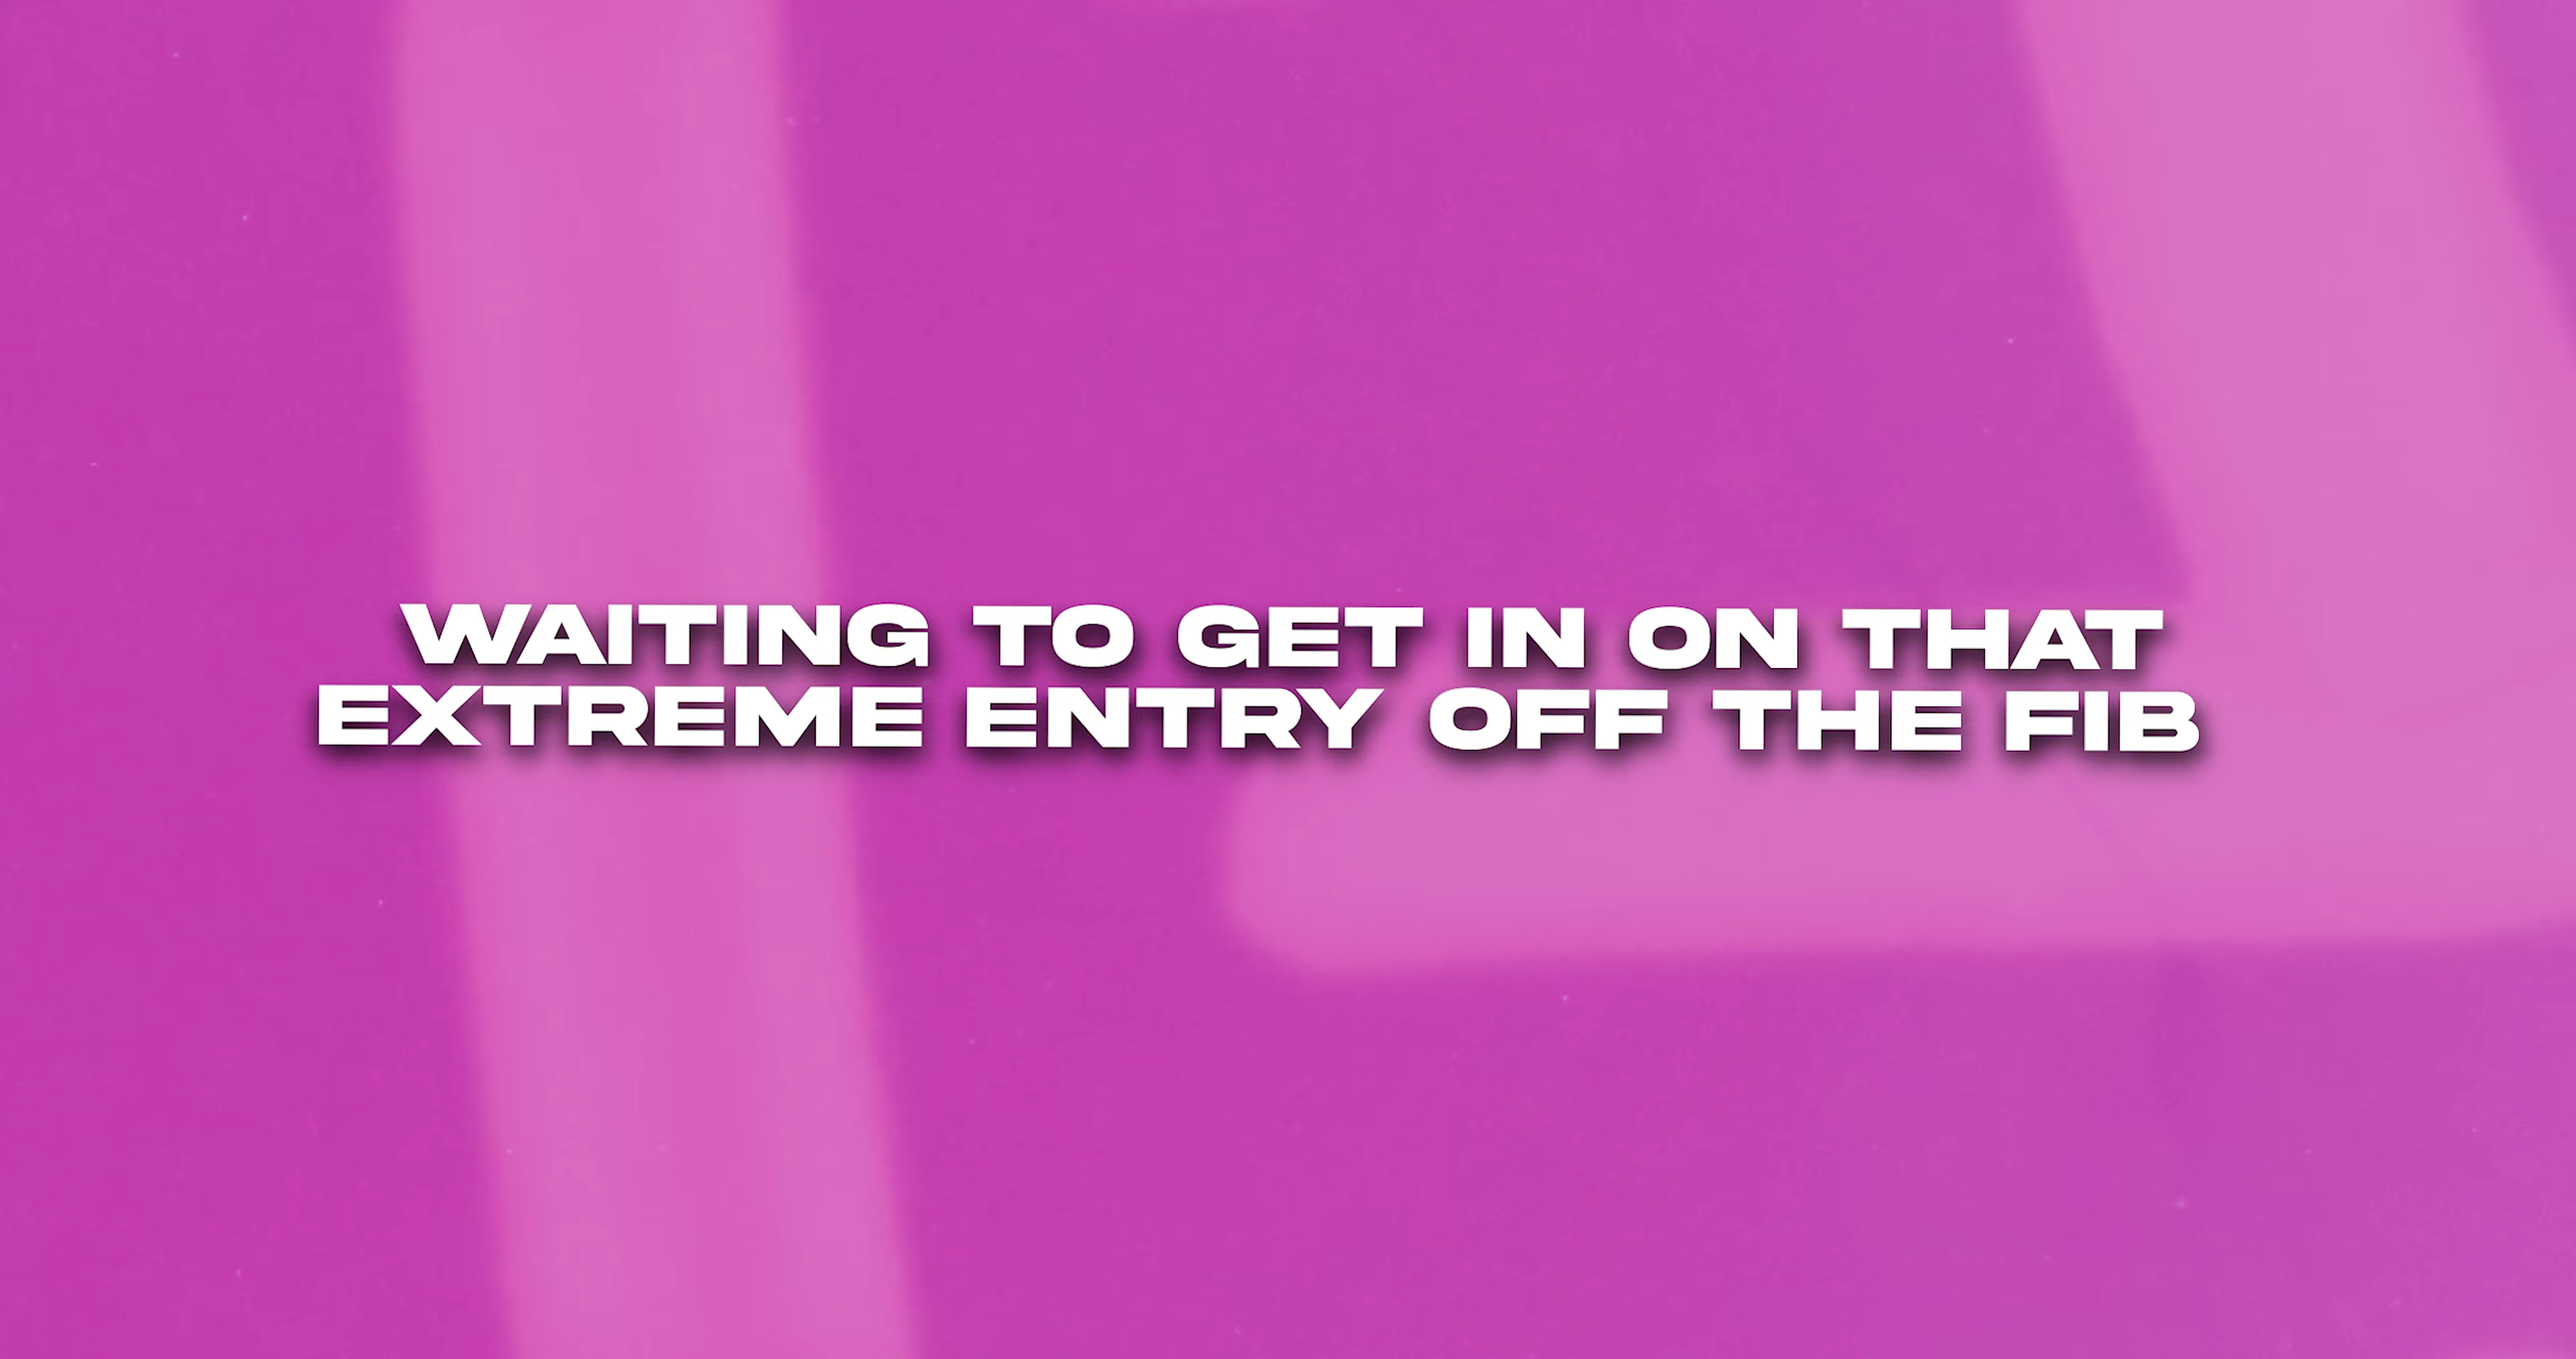 WAITING TO GET IN ON THAT
EXTREME ENTRY OFF THE FIB